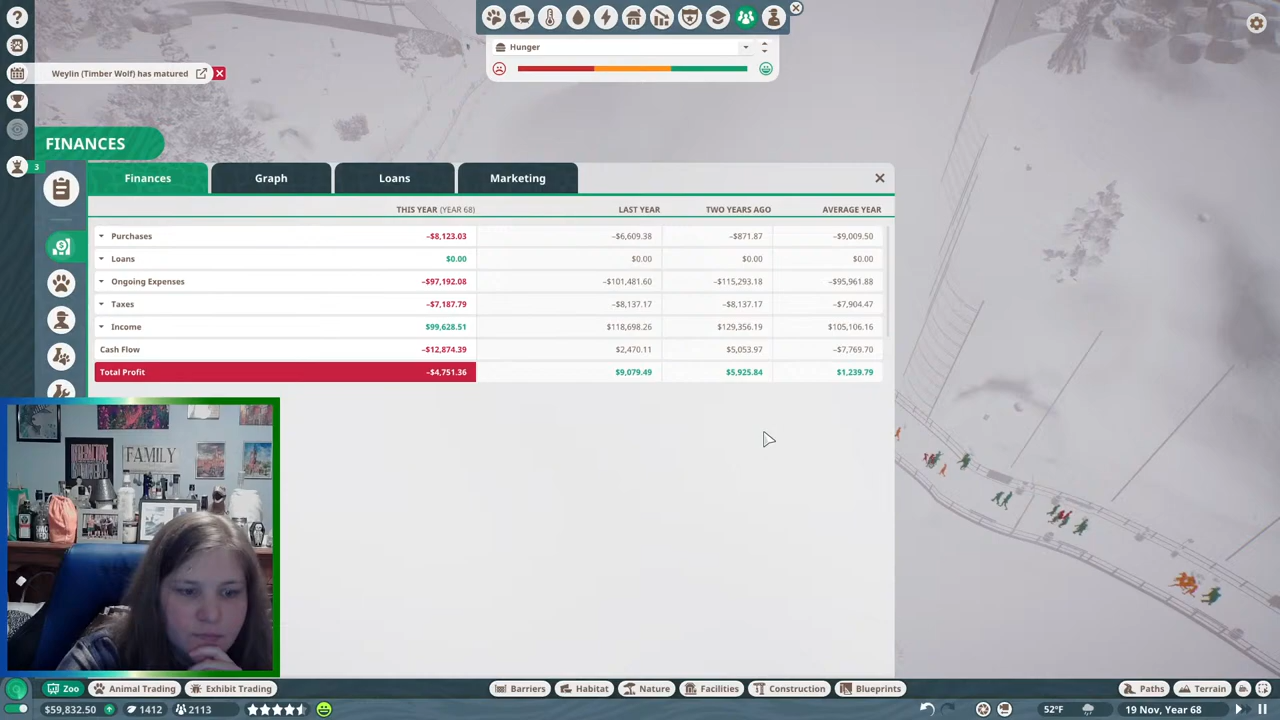 Hunger
Weylin (Timber Wolf) has matured
FINANCES
3
Finances Graph Loans Marketing
THIS YEAR (YEAR 68) LAST YEAR TWO YEARS AGO AVERAGE YEAR
Purchases –$8,123.03 –$6,609.38 –$871.87 –$9,009.50
Loans $0.00 $0.00 $0.00 $0.00
Ongoing Expenses –$97,192.08 –$101,481.60 –$115,293.18 –$95,961.88
Taxes –$7,187.79 –$8,137.17 –$8,137.17 –$7,904.47
Income $99,628.51 $118,698.26 $129,356.19 $105,106.16
Cash Flow –$12,874.39 $2,470.11 $5,053.97 –$7,769.70
Total Profit –$4,751.36 $9,079.49 $5,925.84 $1,239.79
FAMILY
Zoo Animal Trading Exhibit Trading Barriers Habitat Nature Facilities Construction Blueprints Paths Terrain
$59,832.50 1412 2113 52°F 19 Nov, Year 68